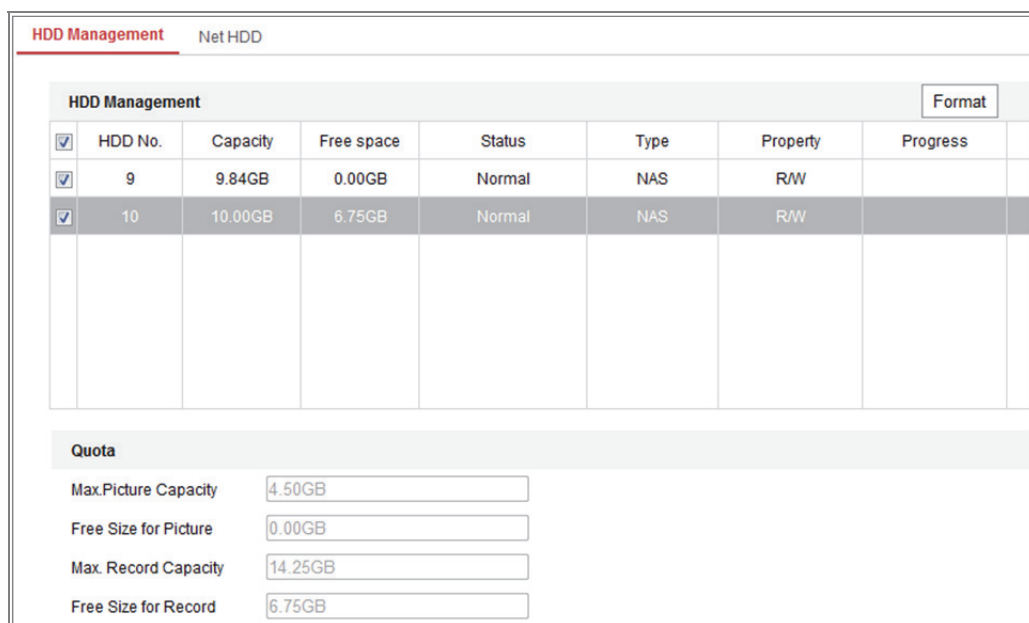 HDD Management Net HDD
HDD Management Format
HDD No. Capacity Free space Status Type Property Progress
9 9.84GB 0.00GB Normal NAS R/W
10 10.00GB 6.75GB Normal NAS R/W
Quota
Max.Picture Capacity 4.50GB
Free Size for Picture 0.00GB
Max. Record Capacity 14.25GB
Free Size for Record 6.75GB